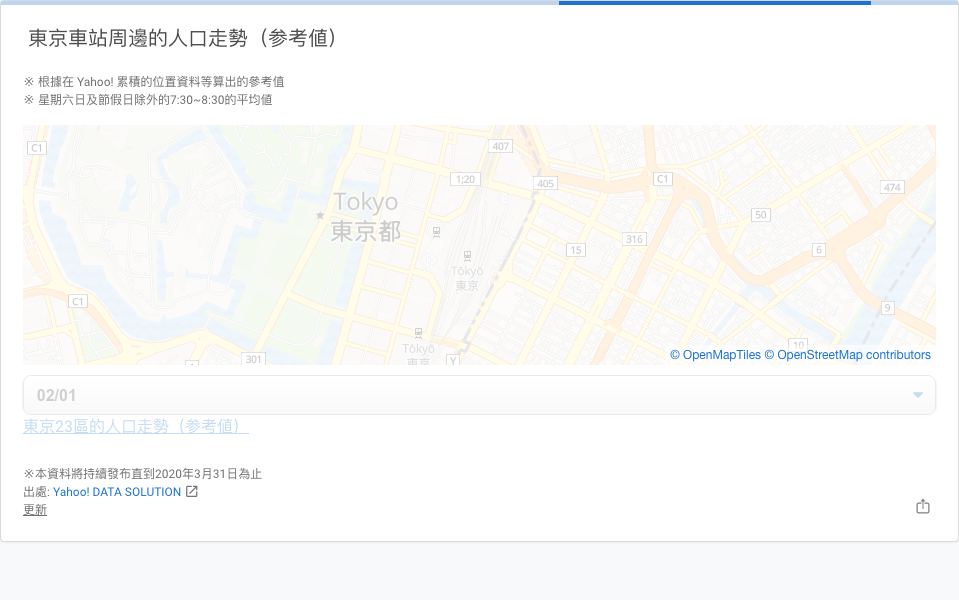 東京車站周邊的人口走勢（參考値）
※ 根據在 Yahoo! 累積的位置資料等算出的參考値
※ 星期六日及節假日除外的7:30~8:30的平均値
C1
407
1;20
405
C1
474
Tokyo
東京都
50
316
15
6
Tōkyō
東京
C1
9
10
Tōkyō
東京
301
1
Y
© OpenMapTiles © OpenStreetMap contributors
02/01
東京23區的人口走勢（參考値）
※本資料將持續發布直到2020年3月31日為止
出處: Yahoo! DATA SOLUTION
更新